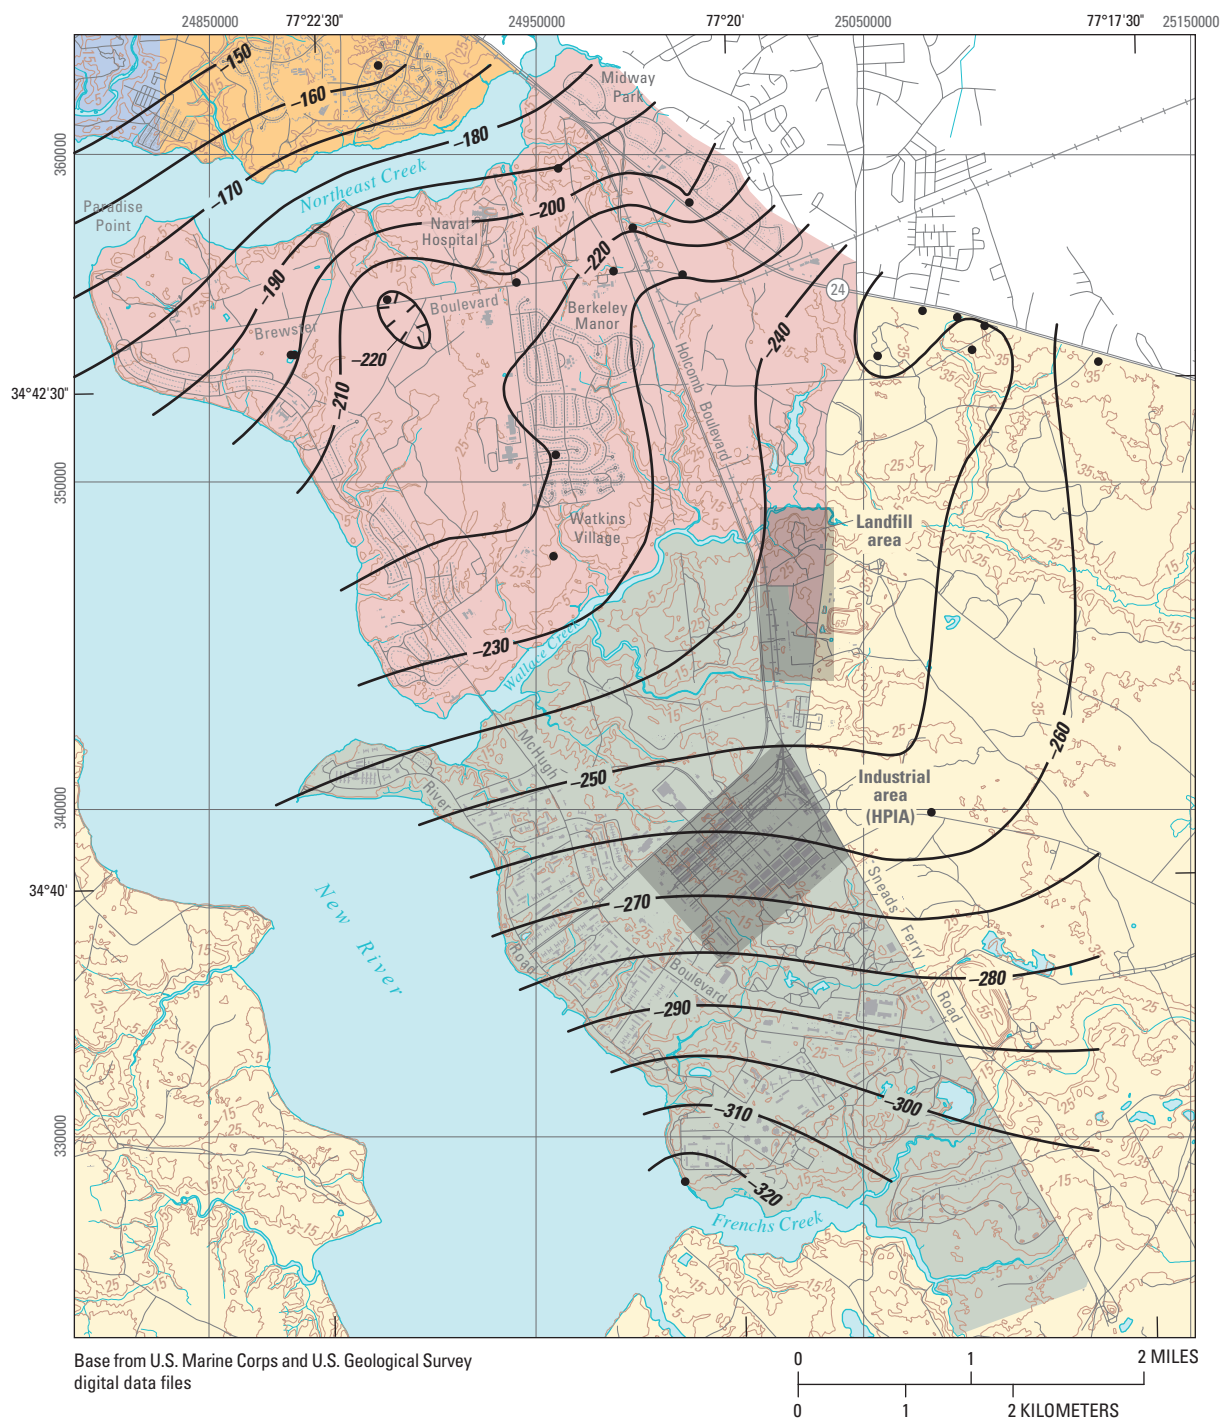 24850000
77°22'30"
24950000
77°20'
25050000
77°17'30"
25150000
–150
–160
–170
–180
Midway
Park
360000
Northeast Creek
Paradise
Point
–200
Naval
Hospital
–220
–190
24
Boulevard
Berkeley
Manor
–240
Brewster
–220
Holcomb
Boulevard
34°42'30"
–210
350000
Watkins
Village
Landfill
area
65
–230
Wallace Creek
McHugh
–260
–250
River
Industrial
area
(HPIA)
340000
34°40'
New River
–270
Sneads
Ferry
Road
Road
Boulevard
–280
–290
–300
–310
330000
–320
Frenchs Creek
Base from U.S. Marine Corps and U.S. Geological Survey
digital data files
0 1 2 MILES
0 1 2 KILOMETERS